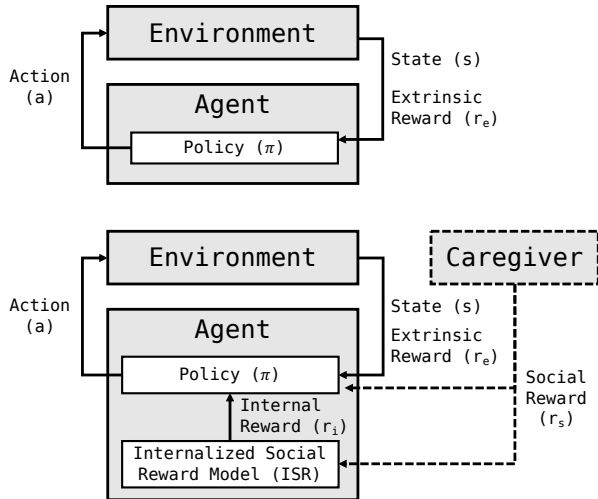 Environment
Action
(a)
State (s)
Extrinsic
Reward (rₑ)
Agent
Policy (π)
Environment
Caregiver
Action
(a)
State (s)
Extrinsic
Reward (rₑ)
Agent
Policy (π)
Internal
Reward (rᵢ)
Social
Reward
(rₛ)
Internalized Social
Reward Model (ISR)